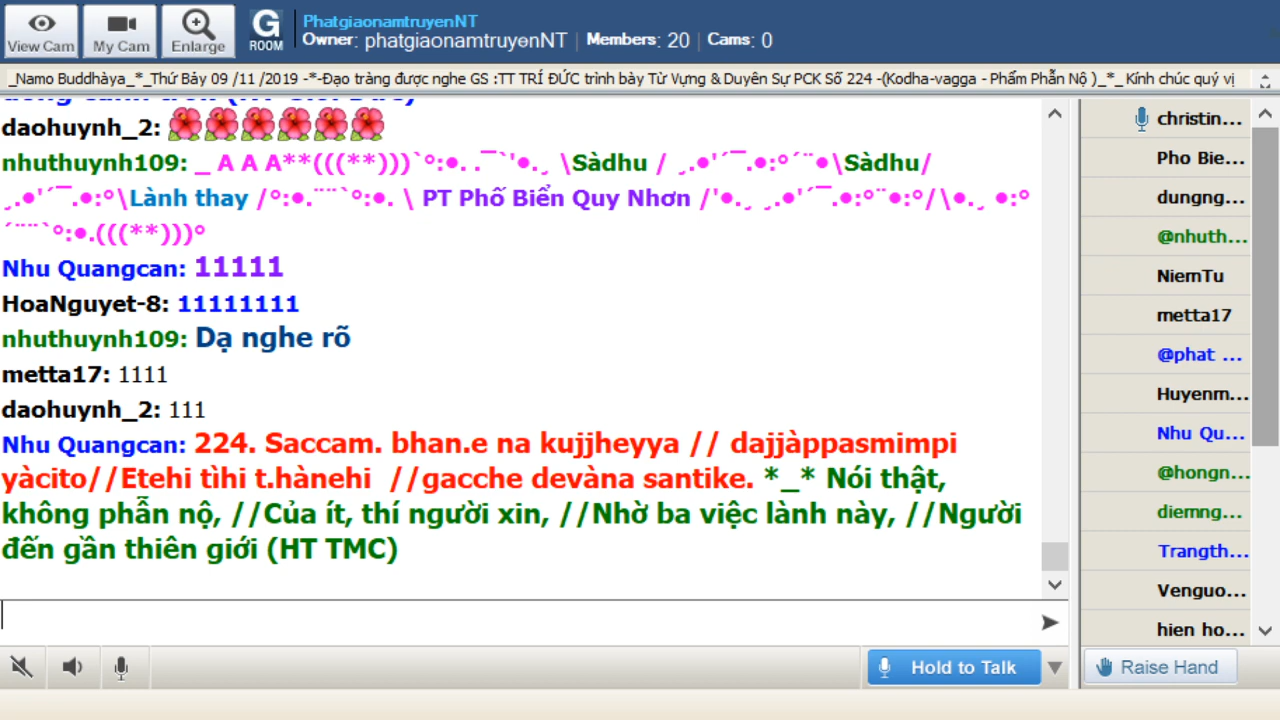 View Cam
My Cam
Enlarge
G ROOM
PhatgiaonamtruyenNT
Owner: phatgiaonamtruyenNT | Members: 20 | Cams: 0
_Namo Buddhàya_*_Thứ Bảy 09 /11 /2019 -*-Đạo tràng được nghe GS :TT TRÍ ĐỨC trình bày Từ Vựng & Duyên Sự PCK Số 224 -(Kodha-vagga - Phẩm Phẫn Nộ )_*_ Kính chúc quý vị
daohuynh_2:
nhuthuynh109: _ A A A**(((**)))`°:•. .¯`'•.¸ \Sàdhu / ¸.•'´¯.•:°´¨•\Sàdhu/
¸.•'´¯.•:°\Lành thay /°:•.¨¨`°:•. \ PT Phố Biển Quy Nhơn /'•.¸ ¸.•'´¯.•:°¨•:°/\•.¸ •:°
´¨¨`°:•.(((**)))°
Nhu Quangcan: 11111
HoaNguyet-8: 11111111
nhuthuynh109: Dạ nghe rõ
metta17: 1111
daohuynh_2: 111
Nhu Quangcan: 224. Saccam. bhan.e na kujjheyya // dajjàppasmimpi
yàcito//Etehi tìhi t.hànehi //gacche devàna santike. *_* Nói thật,
không phẫn nộ, //Của ít, thí người xin, //Nhờ ba việc lành này, //Người
đến gần thiên giới (HT TMC)
Hold to Talk
christin...
Pho Bie...
dungng...
@nhuth...
NiemTu
metta17
@phat ...
Huyenm...
Nhu Qu...
@hongn...
diemng...
Trangth...
Venguo...
hien ho...
Raise Hand